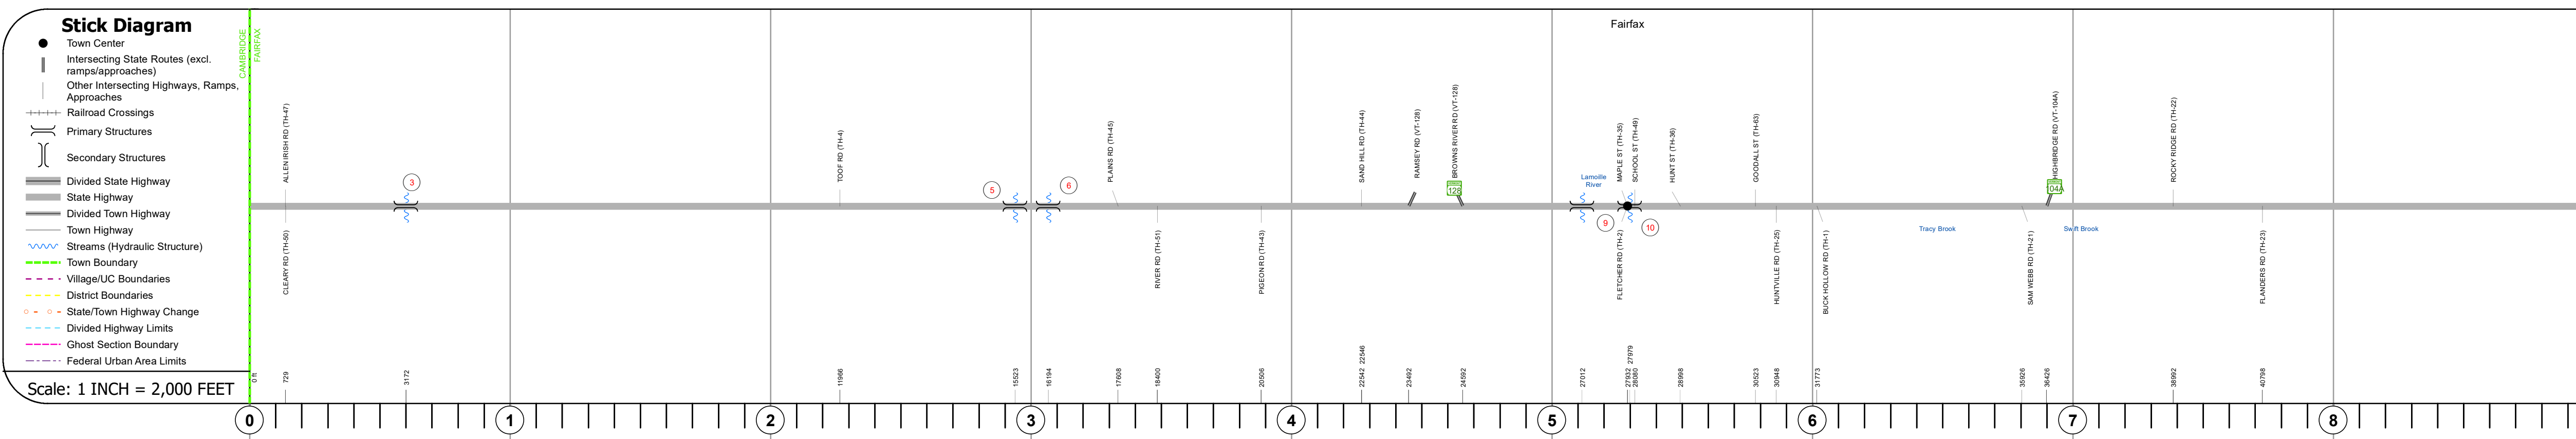 Stick Diagram
Town Center
Intersecting State Routes (excl.
ramps/approaches)
Other Intersecting Highways, Ramps,
Approaches
Railroad Crossings
Primary Structures
Secondary Structures
Divided State Highway
State Highway
Divided Town Highway
Town Highway
Streams (Hydraulic Structure)
Town Boundary
Village/UC Boundaries
District Boundaries
State/Town Highway Change
Divided Highway Limits
Ghost Section Boundary
Federal Urban Area Limits
Scale: 1 INCH = 2,000 FEET
CAMBRIDGE
FAIRFAX
Fairfax
ALLEN IRISH RD (TH-47)
TOOF RD (TH-4)
PLAINS RD (TH-45)
SAND HILL RD (TH-44)
RAMSEY RD (VT-128)
BROWNS RIVER RD (VT-128)
MAPLE ST (TH-35)
SCHOOL ST (TH-49)
HUNT ST (TH-36)
GOODALL ST (TH-63)
HIGHBRIDGE RD (VT-104A)
ROCKY RIDGE RD (TH-22)
3
5
6
128
Lamoille
River
104A
9
10
Tracy Brook
Swift Brook
CLEARY RD (TH-50)
RIVER RD (TH-51)
PIGEON RD (TH-43)
FLETCHER RD (TH-2)
HUNTVILLE RD (TH-25)
BUCK HOLLOW RD (TH-1)
SAM WEBB RD (TH-21)
FLANDERS RD (TH-23)
0 ft
729
3172
11966
15523
16194
17608
18400
20506
22542 22546
23492
24592
27012
27932 27979
28080
28998
30523
30948
31773
35926
36426
38992
40798
0 1 2 3 4 5 6 7 8